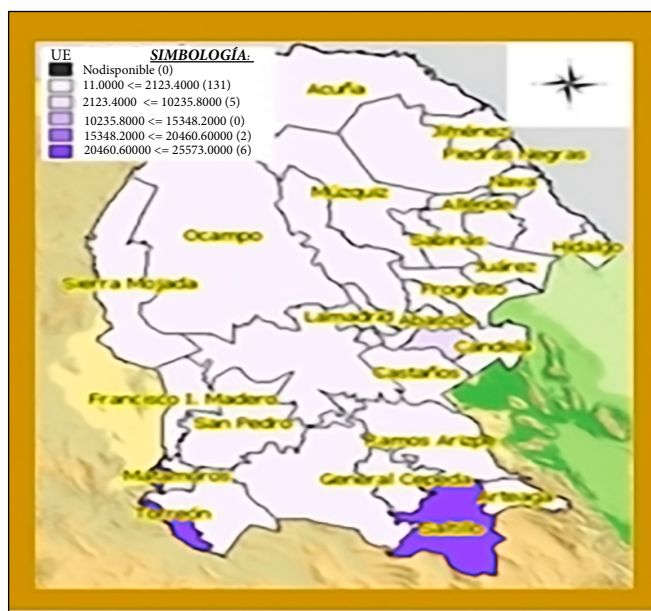 UE SIMBOLOGÍA:
Nodisponible (0)
11.0000 <= 2123.4000 (131)
2123.4000 <= 10235.8000 (5)
10235.8000 <= 15348.2000 (0)
15348.2000 <= 20460.60000 (2)
20460.60000 <= 25573.0000 (6)
Acuña
Jiménez
Piedras Negras
Nava
Múzquiz
Allende
Ocampo
Sabinas
Hidalgo
Juárez
Sierra Mojada
Progreso
Lamadrid
Abasolo
Candela
Castaños
Francisco I. Madero
San Pedro
Ramos Arizpe
Matamoros
General Cepeda
Arteaga
Torreón
Saltillo